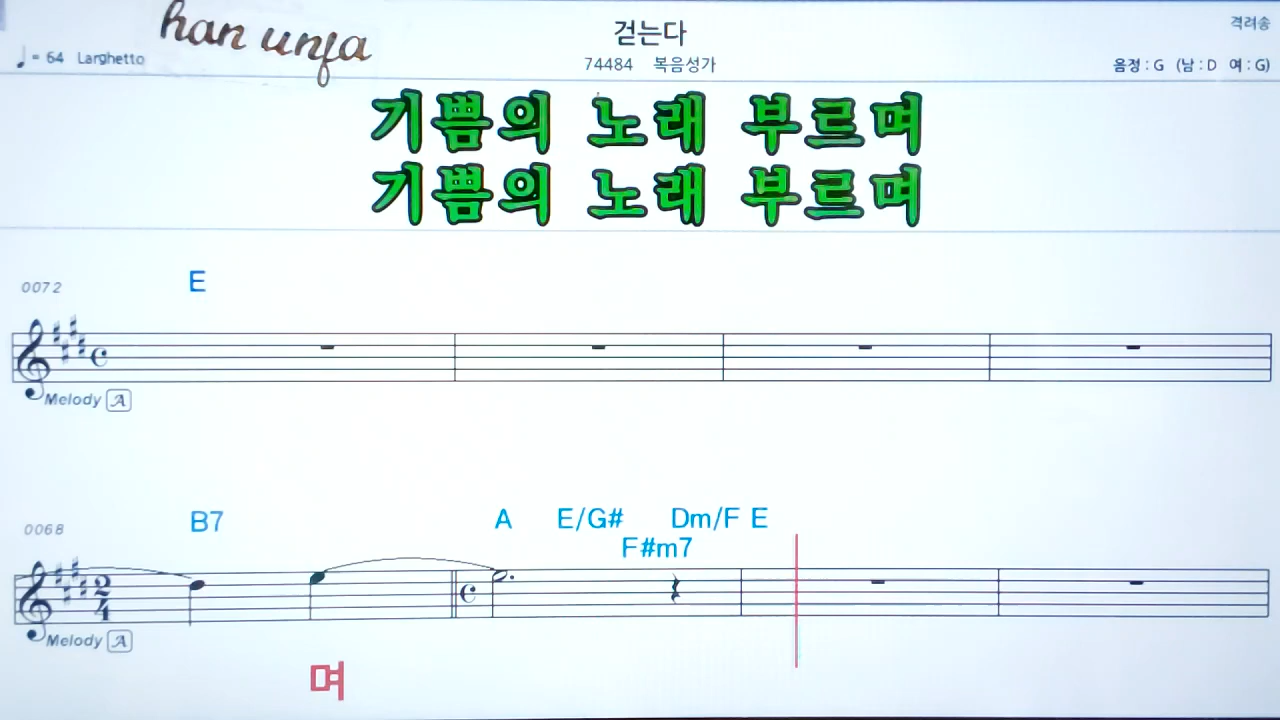 han unja
걷는다
격려송
♩= 64 Larghetto
74484 복음성가
음정 : G (남 : D 여 : G)
기쁨의 노래 부르며
기쁨의 노래 부르며
E
0072
Melody A
0068
B7 A E/G# Dm/F E
F#m7
2
4
Melody A
며